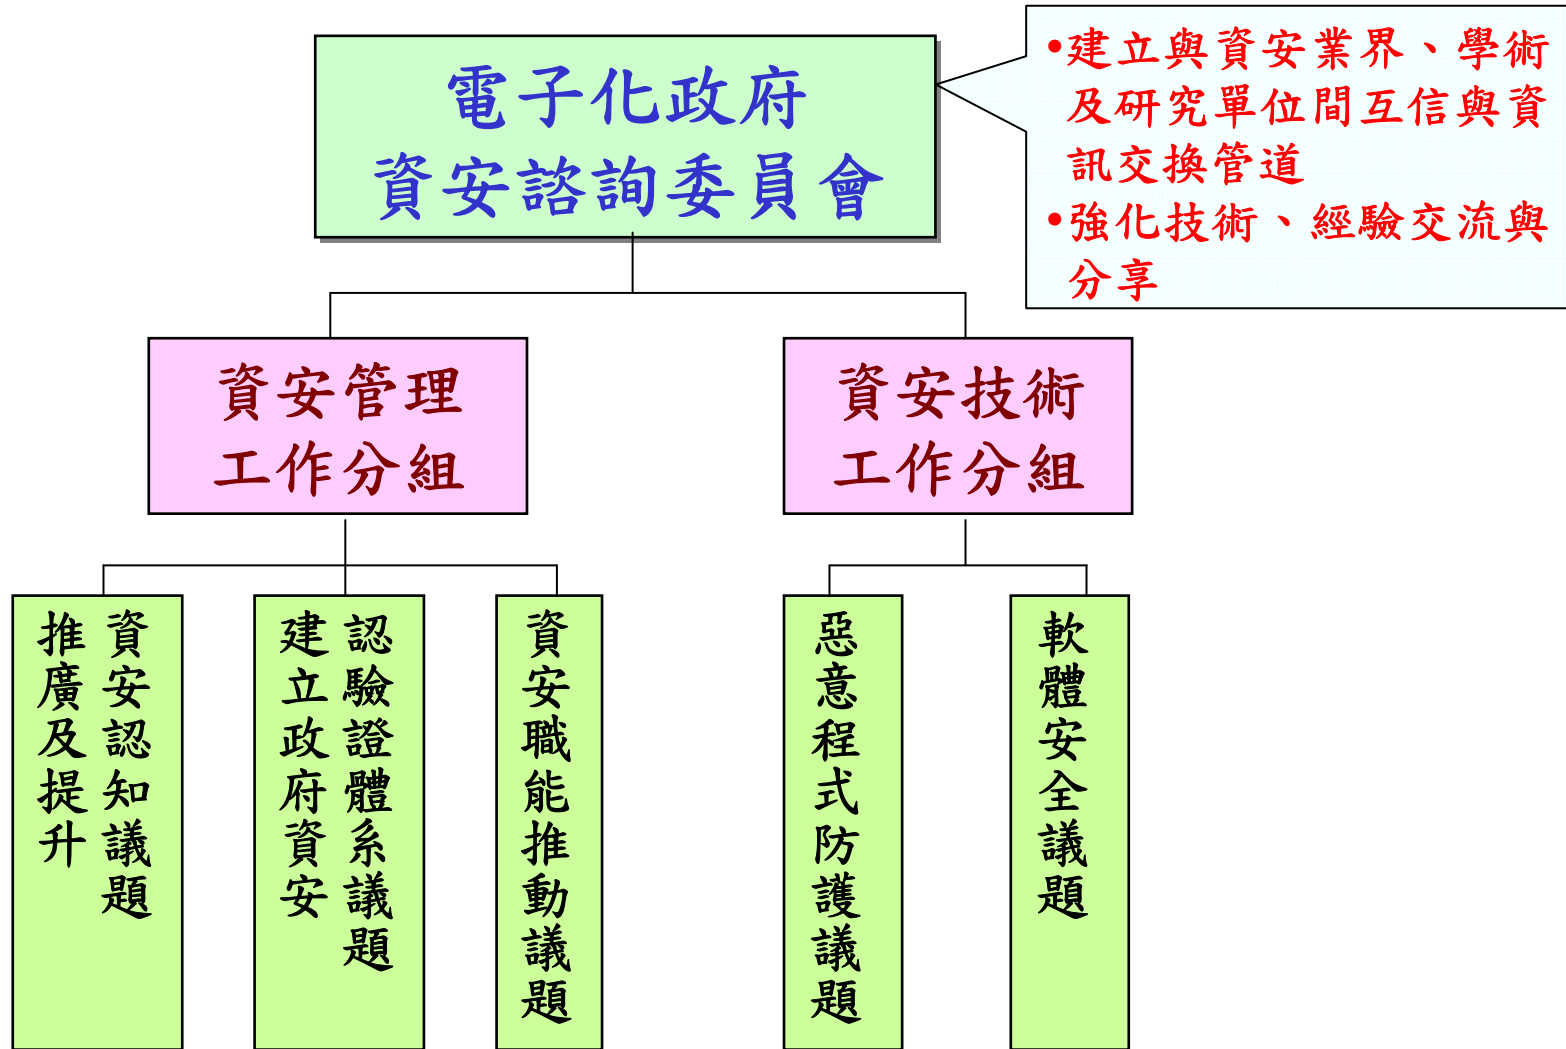 電子化政府
資安諮詢委員會
•建立與資安業界、學術
及研究單位間互信與資
訊交換管道
•強化技術、經驗交流與
分享
資安管理
工作分組
資安技術
工作分組
推廣及提升
資安認知議題
建立政府資安
認驗證體系議題
資安職能推動議題
惡意程式防護議題
軟體安全議題